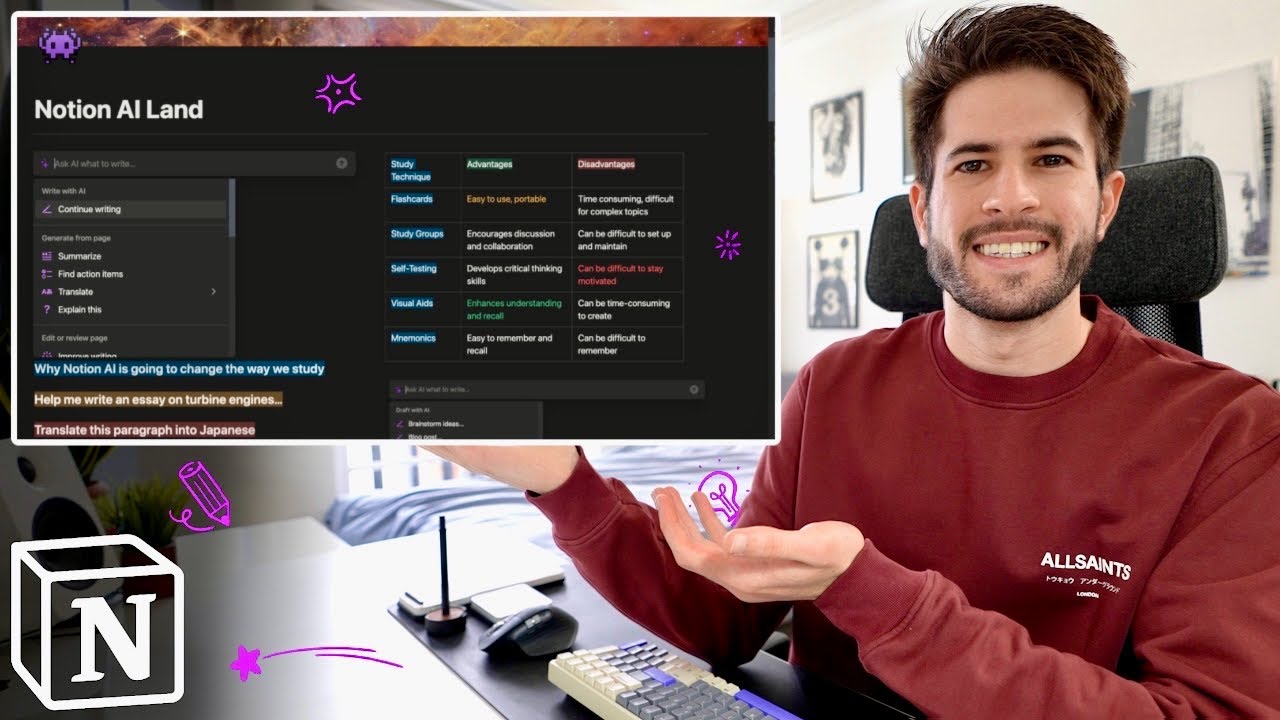 Notion AI Land
Ask AI what to write...
Write with AI
Continue writing
Generate from page
Summarize
Find action items
Translate
Explain this
Edit or review page
Improve writing
Why Notion AI is going to change the way we study
Help me write an essay on turbine engines...
Translate this paragraph into Japanese
Study Technique
Advantages
Disadvantages
Flashcards
Easy to use, portable
Time consuming, difficult
for complex topics
Study Groups
Encourages discussion
and collaboration
Can be difficult to set up
and maintain
Self-Testing
Develops critical thinking
skills
Can be difficult to stay
motivated
Visual Aids
Enhances understanding
and recall
Can be time-consuming
to create
Mnemonics
Easy to remember and
recall
Can be difficult to
remember
Ask AI what to write...
Draft with AI
Brainstorm ideas...
Blog post...
N
ALLSAINTS
トウキョウ アンダーグラウンド
LONDON
3